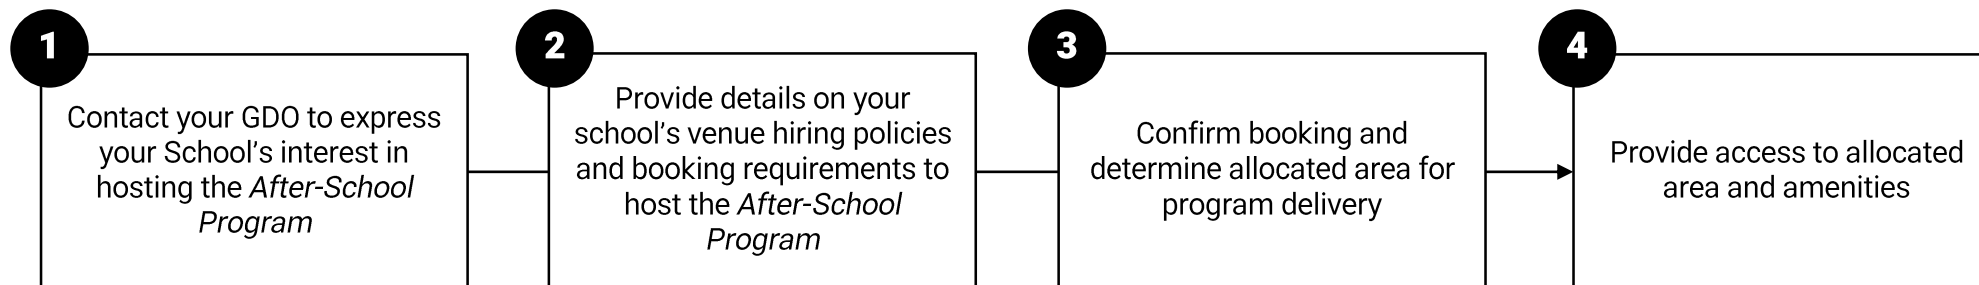 1
Contact your GDO to express
your School's interest in
hosting the After-School
Program
2
Provide details on your
school's venue hiring policies
and booking requirements to
host the After-School
Program
3
Confirm booking and
determine allocated area for
program delivery
4
Provide access to allocated
area and amenities